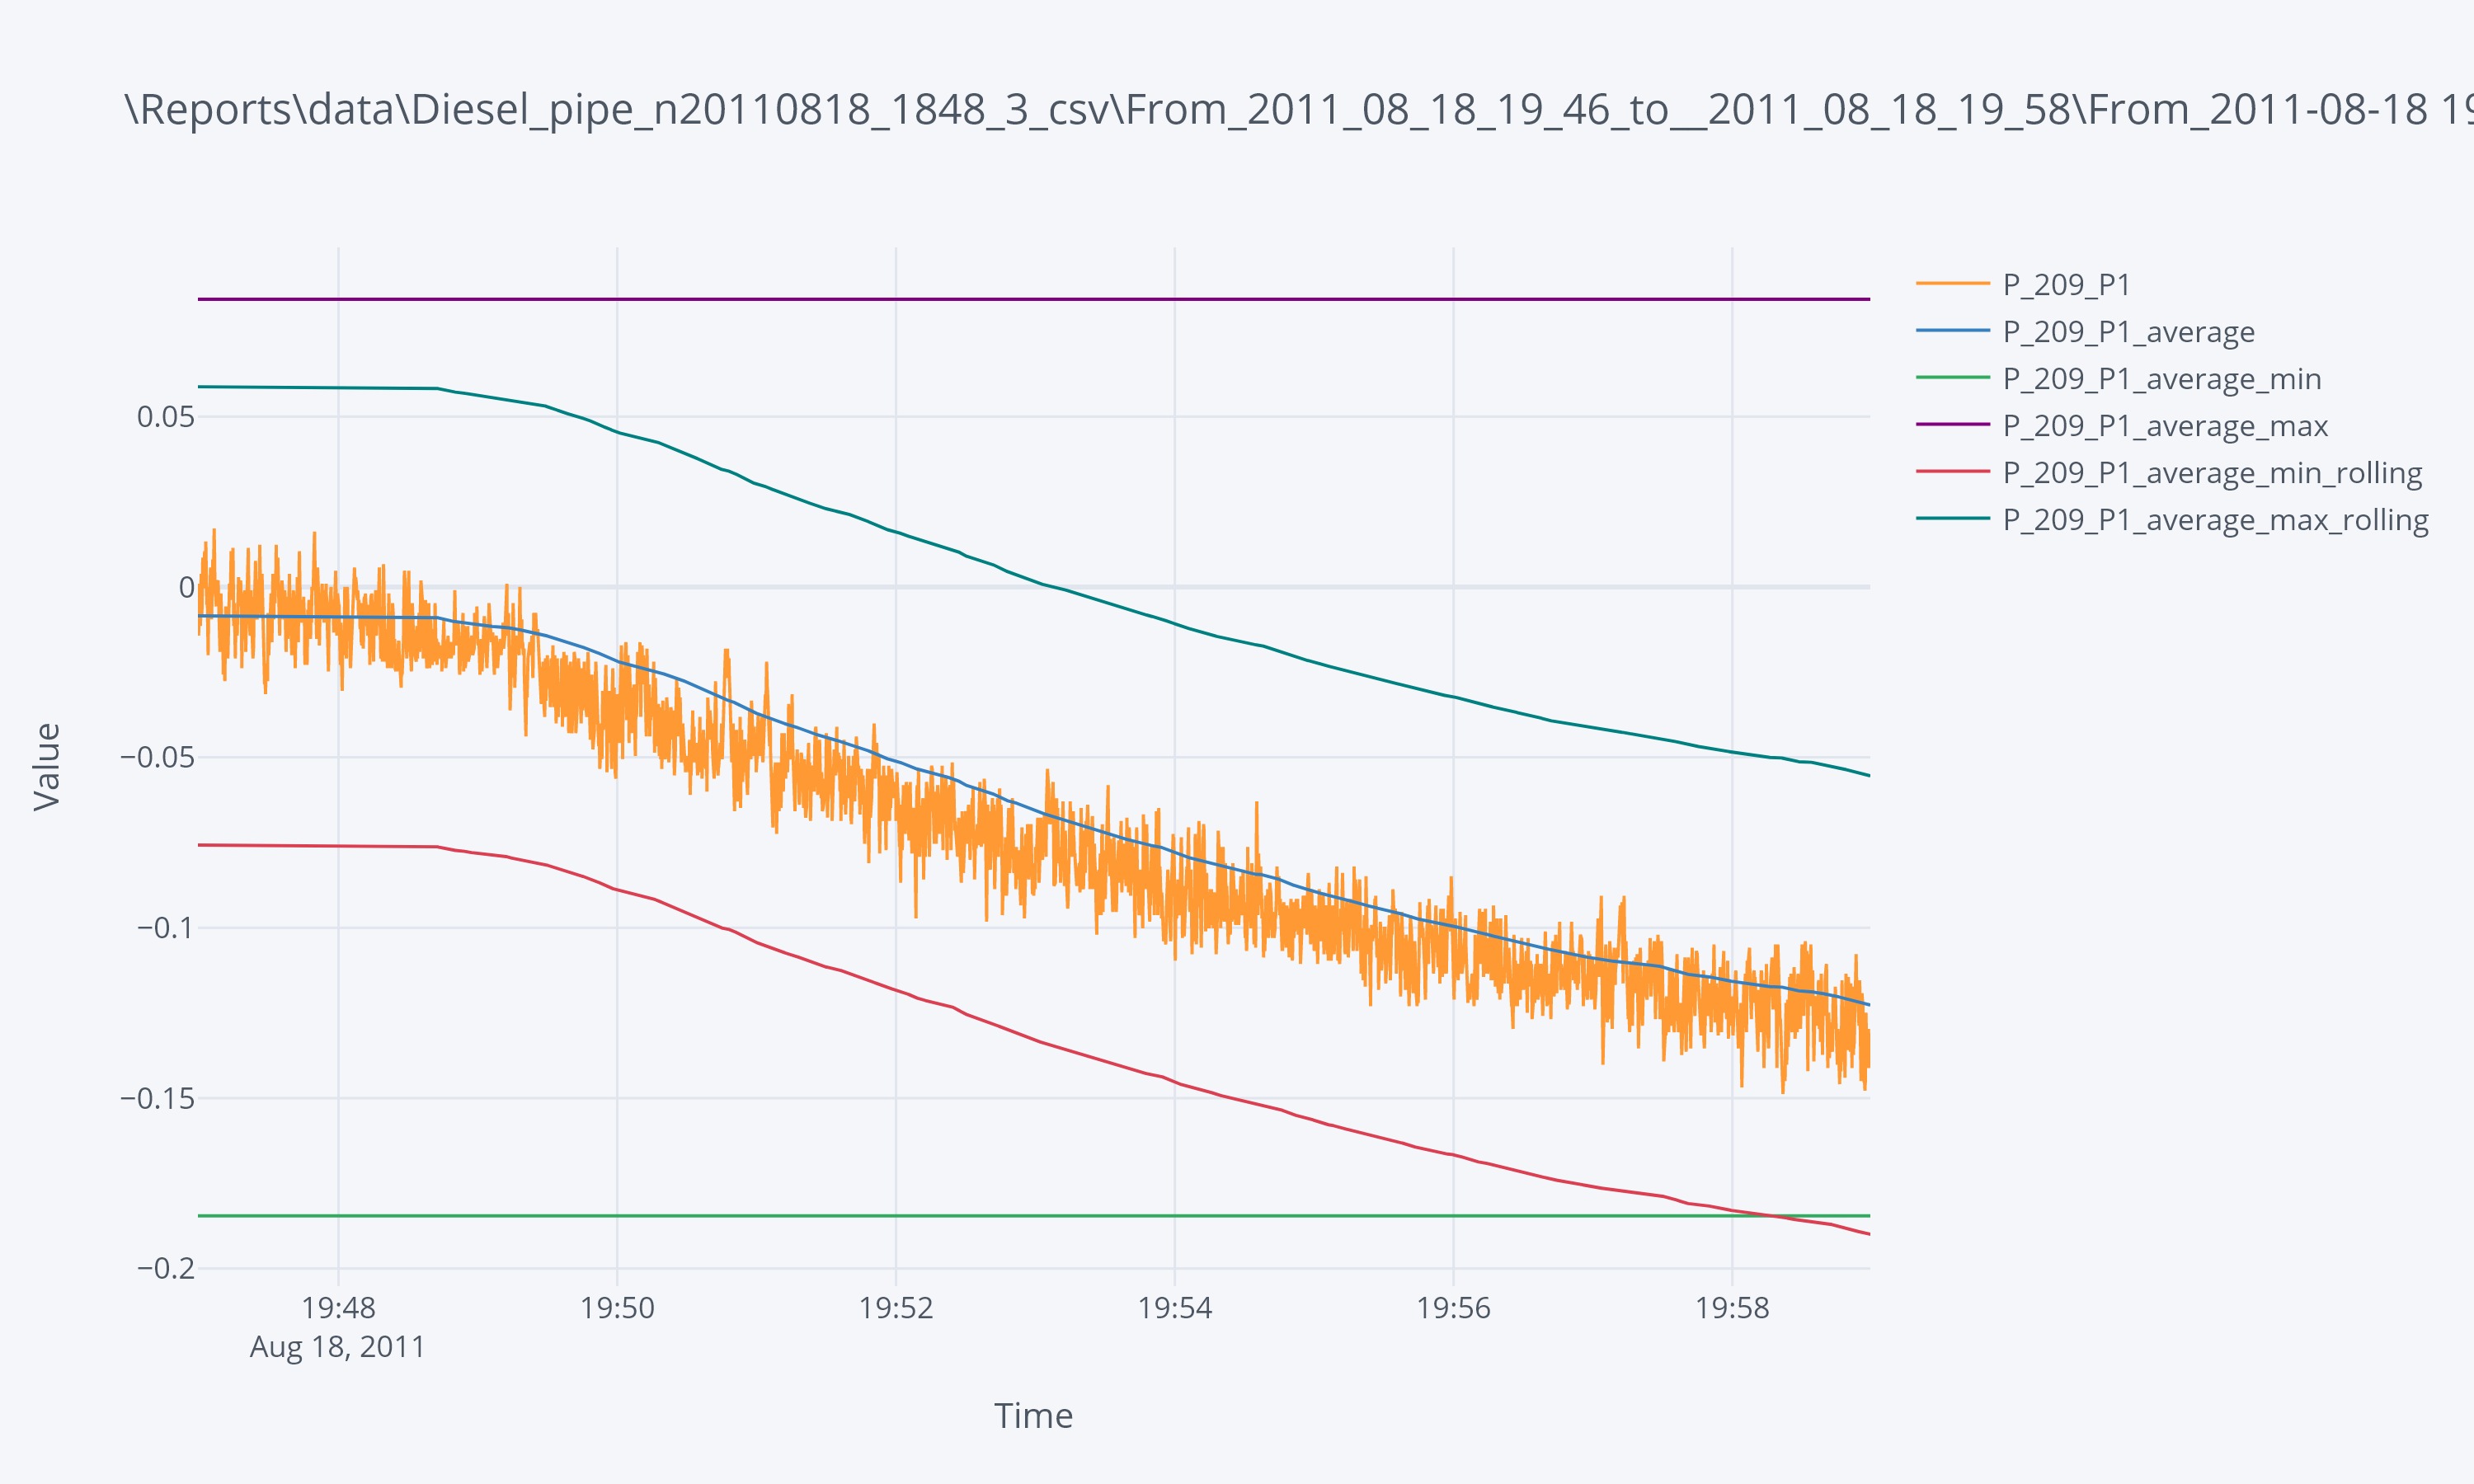 \Reports\data\Diesel_pipe_n20110818_1848_3_csv\From_2011_08_18_19_46_to__2011_08_18_19_58\From_2011-08-18 19
P_209_P1
P_209_P1_average
P_209_P1_average_min
P_209_P1_average_max
P_209_P1_average_min_rolling
P_209_P1_average_max_rolling
Value
0.05
0
−0.05
−0.1
−0.15
−0.2
19:48
Aug 18, 2011
19:50
19:52
19:54
19:56
19:58
Time